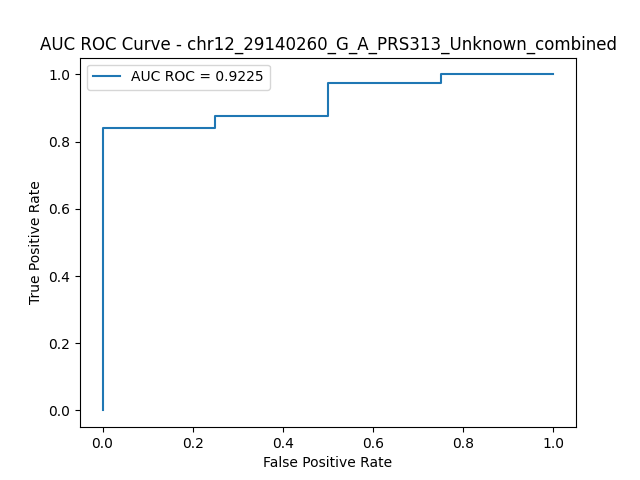 AUC ROC Curve - chr12_29140260_G_A_PRS313_Unknown_combined
AUC ROC = 0.9225
1.0
0.8
0.6
0.4
0.2
0.0
True Positive Rate
0.0 0.2 0.4 0.6 0.8 1.0
False Positive Rate